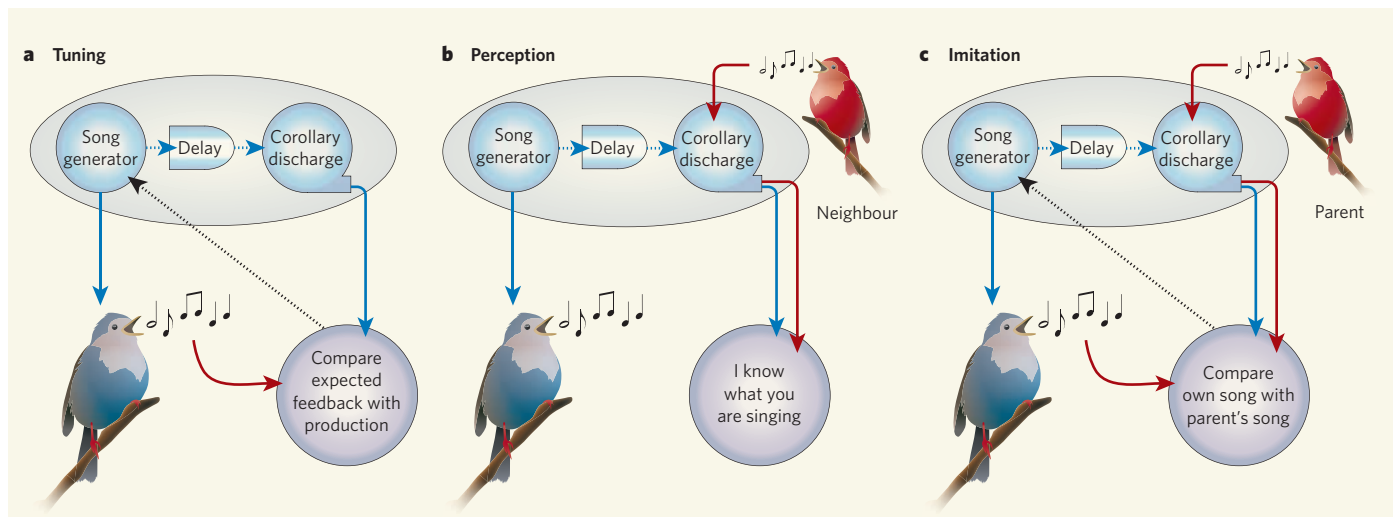 a Tuning
Song
generator
Delay
Corollary
discharge
Compare
expected
feedback with
production
b Perception
Song
generator
Delay
Corollary
discharge
Neighbour
I know
what you
are singing
c Imitation
Song
generator
Delay
Corollary
discharge
Parent
Compare
own song with
parent's song